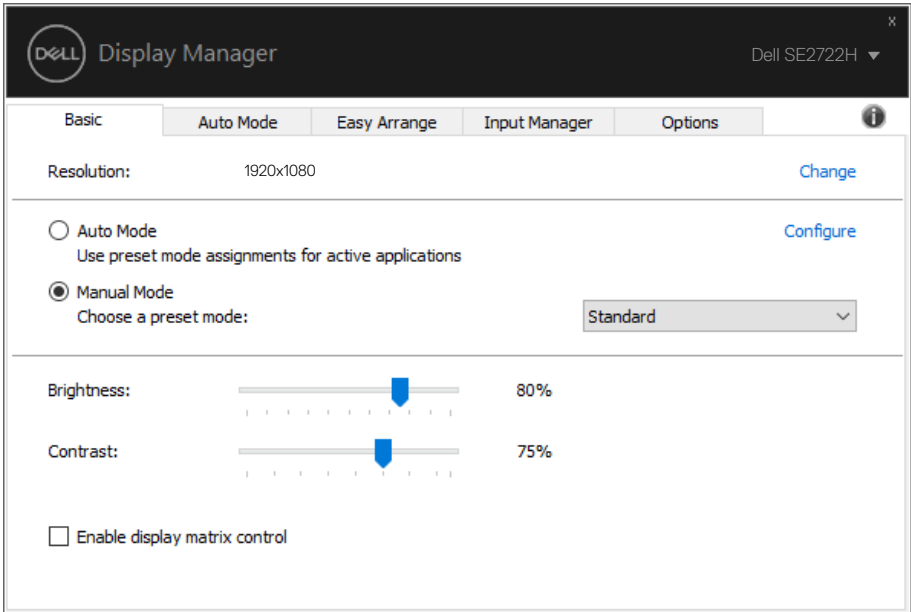 x
DELL Display Manager
Dell SE2722H
Basic Auto Mode Easy Arrange Input Manager Options i
Resolution: 1920x1080 Change
Auto Mode Configure
Use preset mode assignments for active applications
Manual Mode
Choose a preset mode: Standard
Brightness: 80%
Contrast: 75%
Enable display matrix control